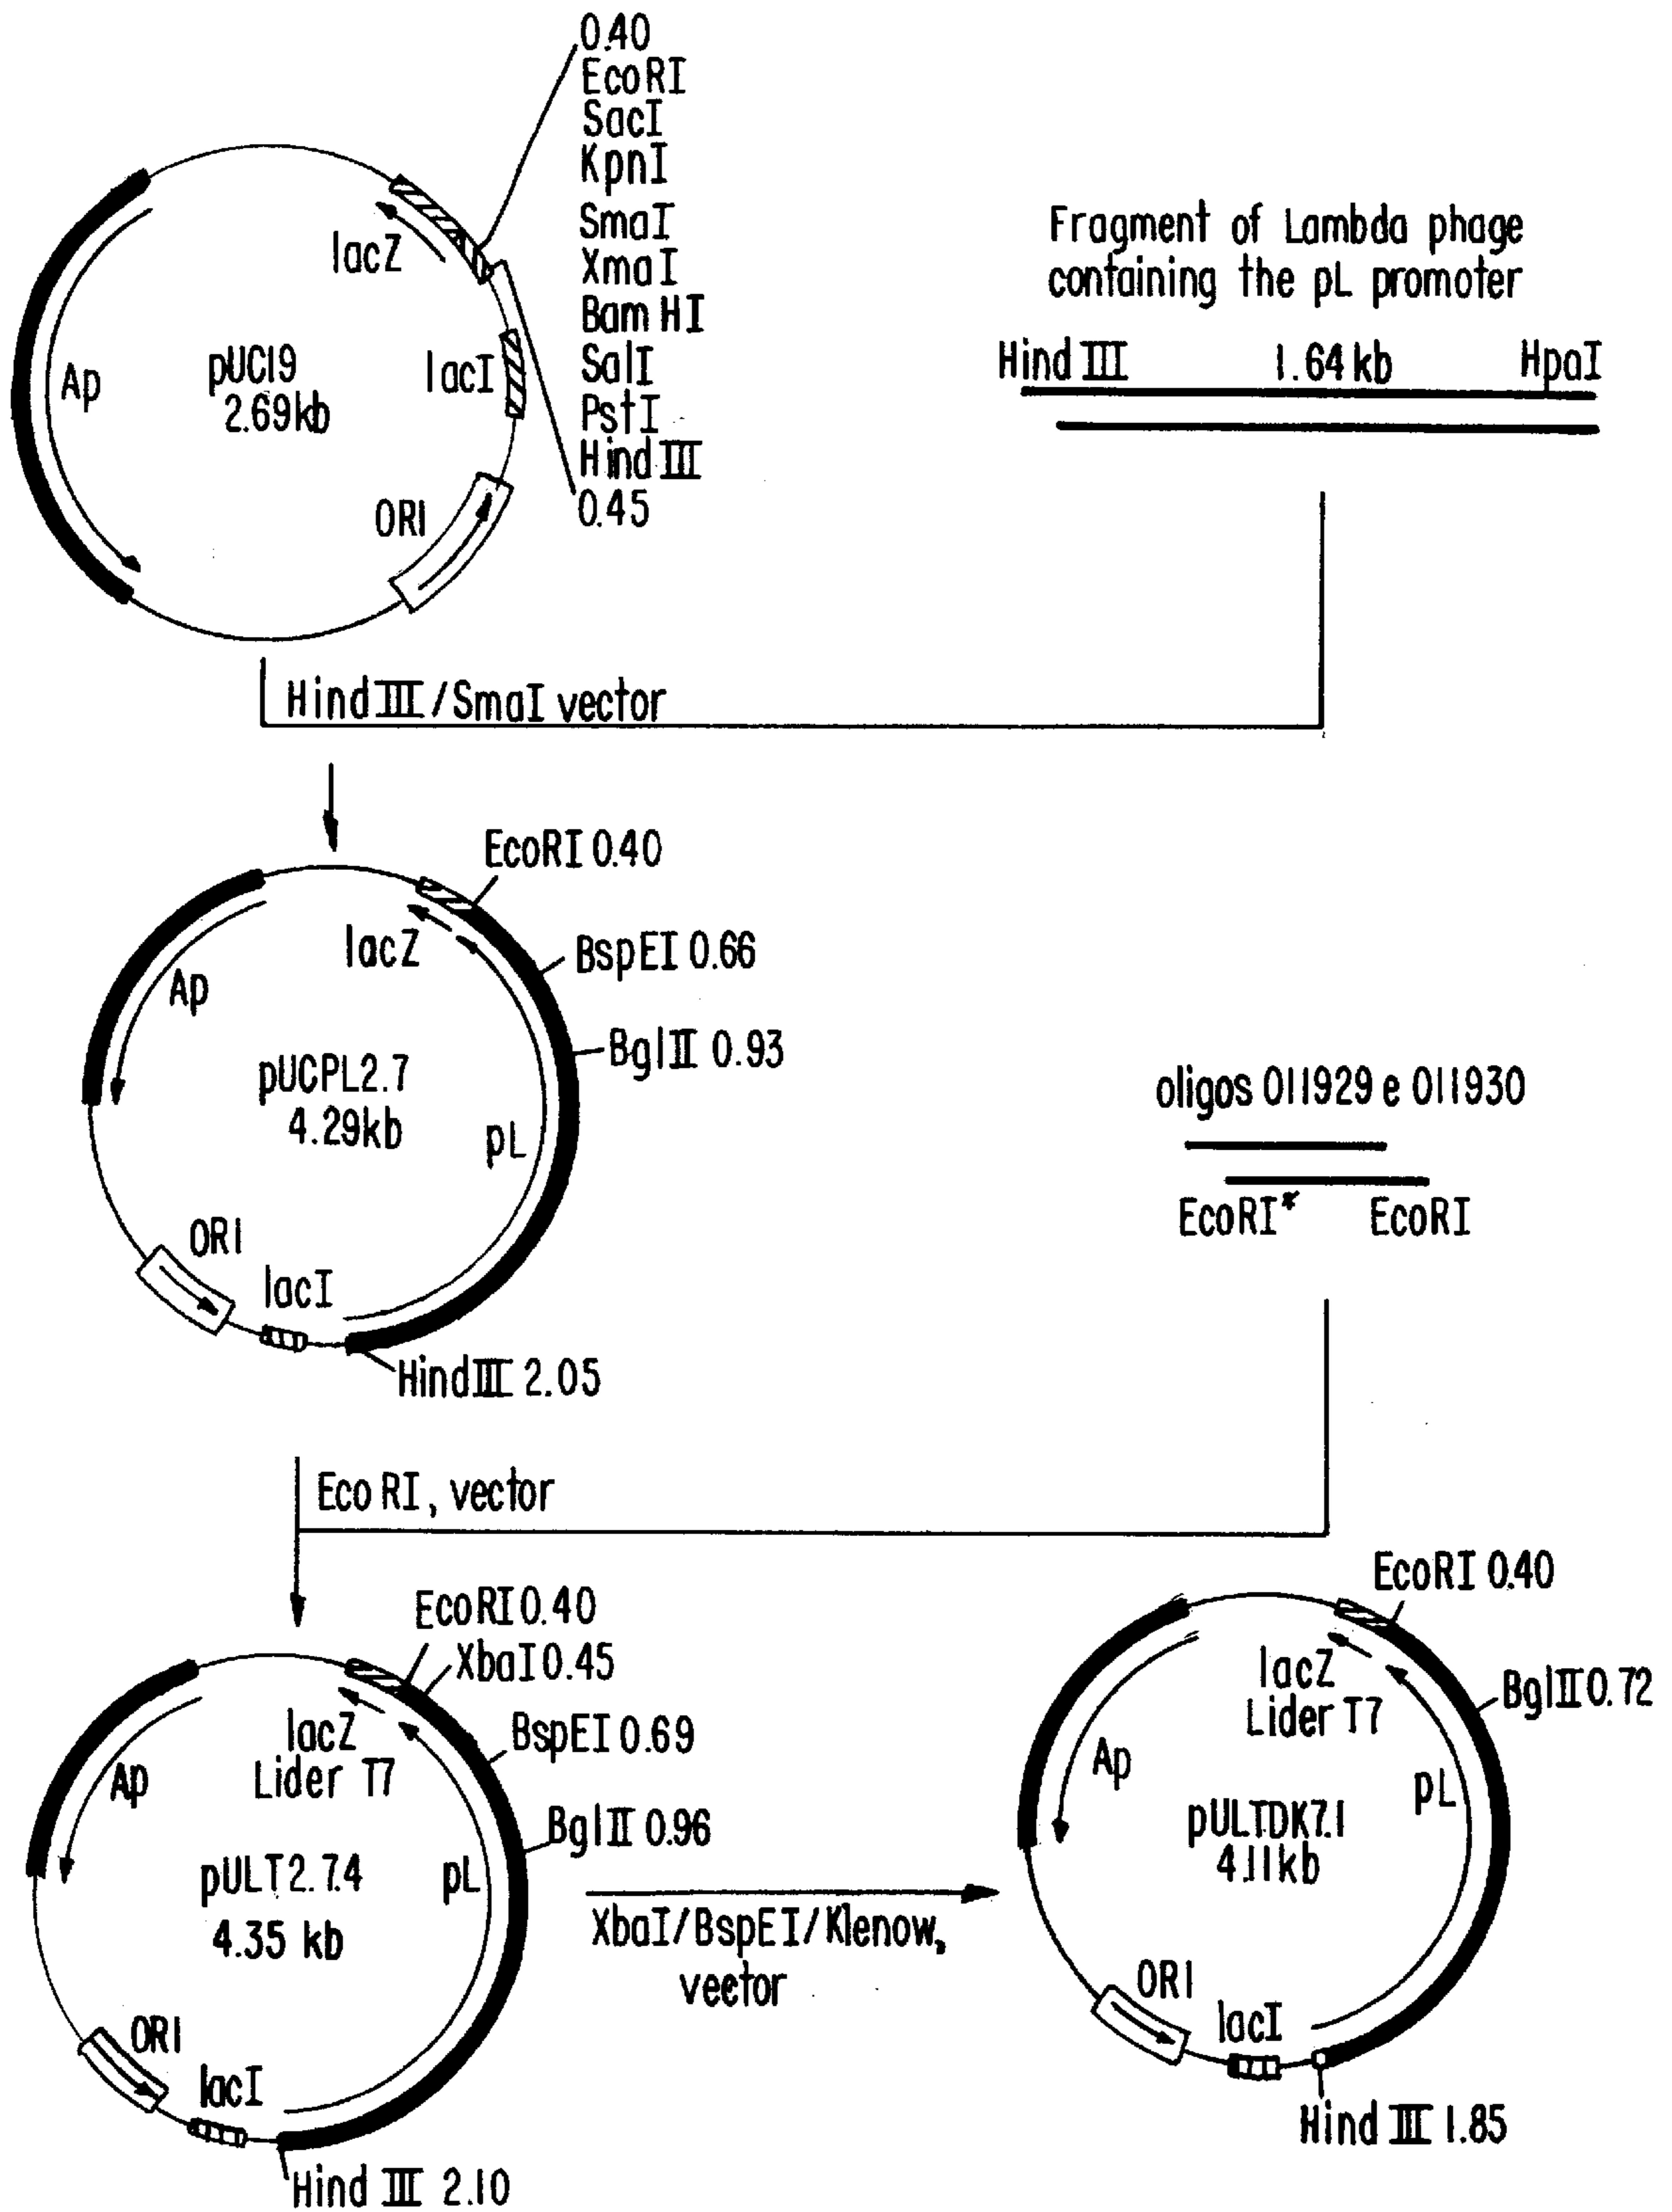 0.40
EcoRI
SacI
KpnI
SmaI
XmaI
Bam HI
SalI
PstI
Hind III
0.45
lacZ
pUC19
2.69kb
Ap
lacI
ORI
Fragment of Lambda phage
containing the pL promoter
Hind III 1.64 kb HpaI
Hind III/SmaI vector
EcoRI 0.40
BspEI 0.66
BglII 0.93
lacZ
Ap
pUCPL2.7
4.29kb
pL
ORI
lacI
Hind III 2.05
oligos 011929 e 011930
EcoRI* EcoRI
Eco RI, vector
EcoRI 0.40
XbaI 0.45
BspEI 0.69
BglII 0.96
lacZ
Lider T7
Ap
pULT2.7.4
4.35 kb
pL
ORI
lacI
Hind III 2.10
XbaI/BspEI/Klenow,
vector
EcoRI 0.40
BglII 0.72
lacZ
Lider T7
Ap
pULTDK7.1
4.11kb
pL
ORI
lacI
Hind III 1.85